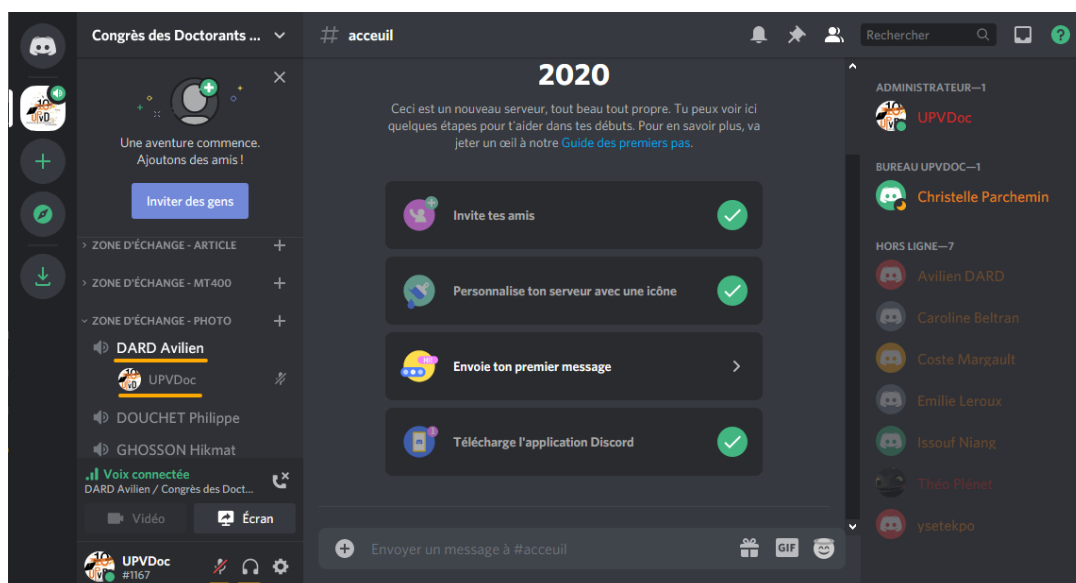 Congrès des Doctorants ...
acceuil
Rechercher
Une aventure commence.
Ajoutons des amis !
Inviter des gens
ZONE D'ÉCHANGE - ARTICLE
ZONE D'ÉCHANGE - MT400
ZONE D'ÉCHANGE - PHOTO
DARD Avilien
UPVDoc
DOUCHET Philippe
GHOSSON Hikmat
Voix connectée
DARD Avilien / Congrès des Doct...
Vidéo
Écran
UPVDoc
#1167
2020
Ceci est un nouveau serveur, tout beau tout propre. Tu peux voir ici
quelques étapes pour t'aider dans tes débuts. Pour en savoir plus, va
jeter un œil à notre Guide des premiers pas.
Invite tes amis
Personnalise ton serveur avec une icône
Envoie ton premier message
Télécharge l'application Discord
Envoyer un message à #acceuil
GIF
ADMINISTRATEUR—1
UPVDoc
BUREAU UPVDOC—1
Christelle Parchemin
HORS LIGNE—7
Avilien DARD
Caroline Beltran
Coste Margault
Emilie Leroux
Issouf Niang
Théo Plénet
ysetekpo